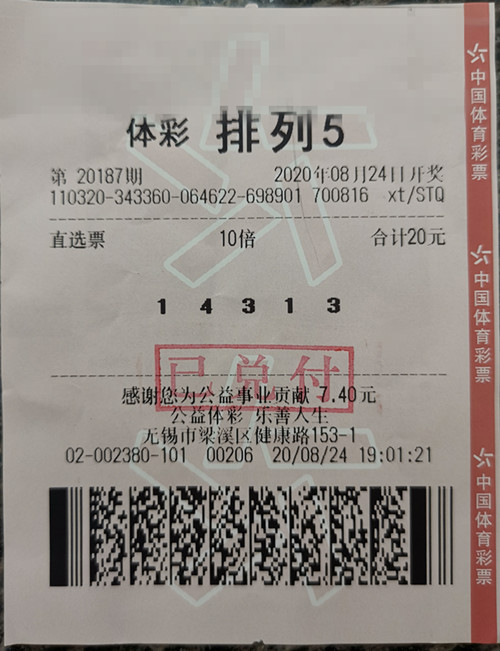 体彩 排列5
第 20187期 2020年08月24日开奖
110320-343360-064622-698901 700816 xt/STQ
直选票 10倍 合计20元
1 4 3 1 3
已兑付
感谢您为公益事业贡献 7.40元
公益体彩 乐善人生
无锡市梁溪区健康路153-1
02-002380-101 00206 20/08/24 19:01:21
中国体育彩票
中国体育彩票
中国体育彩票